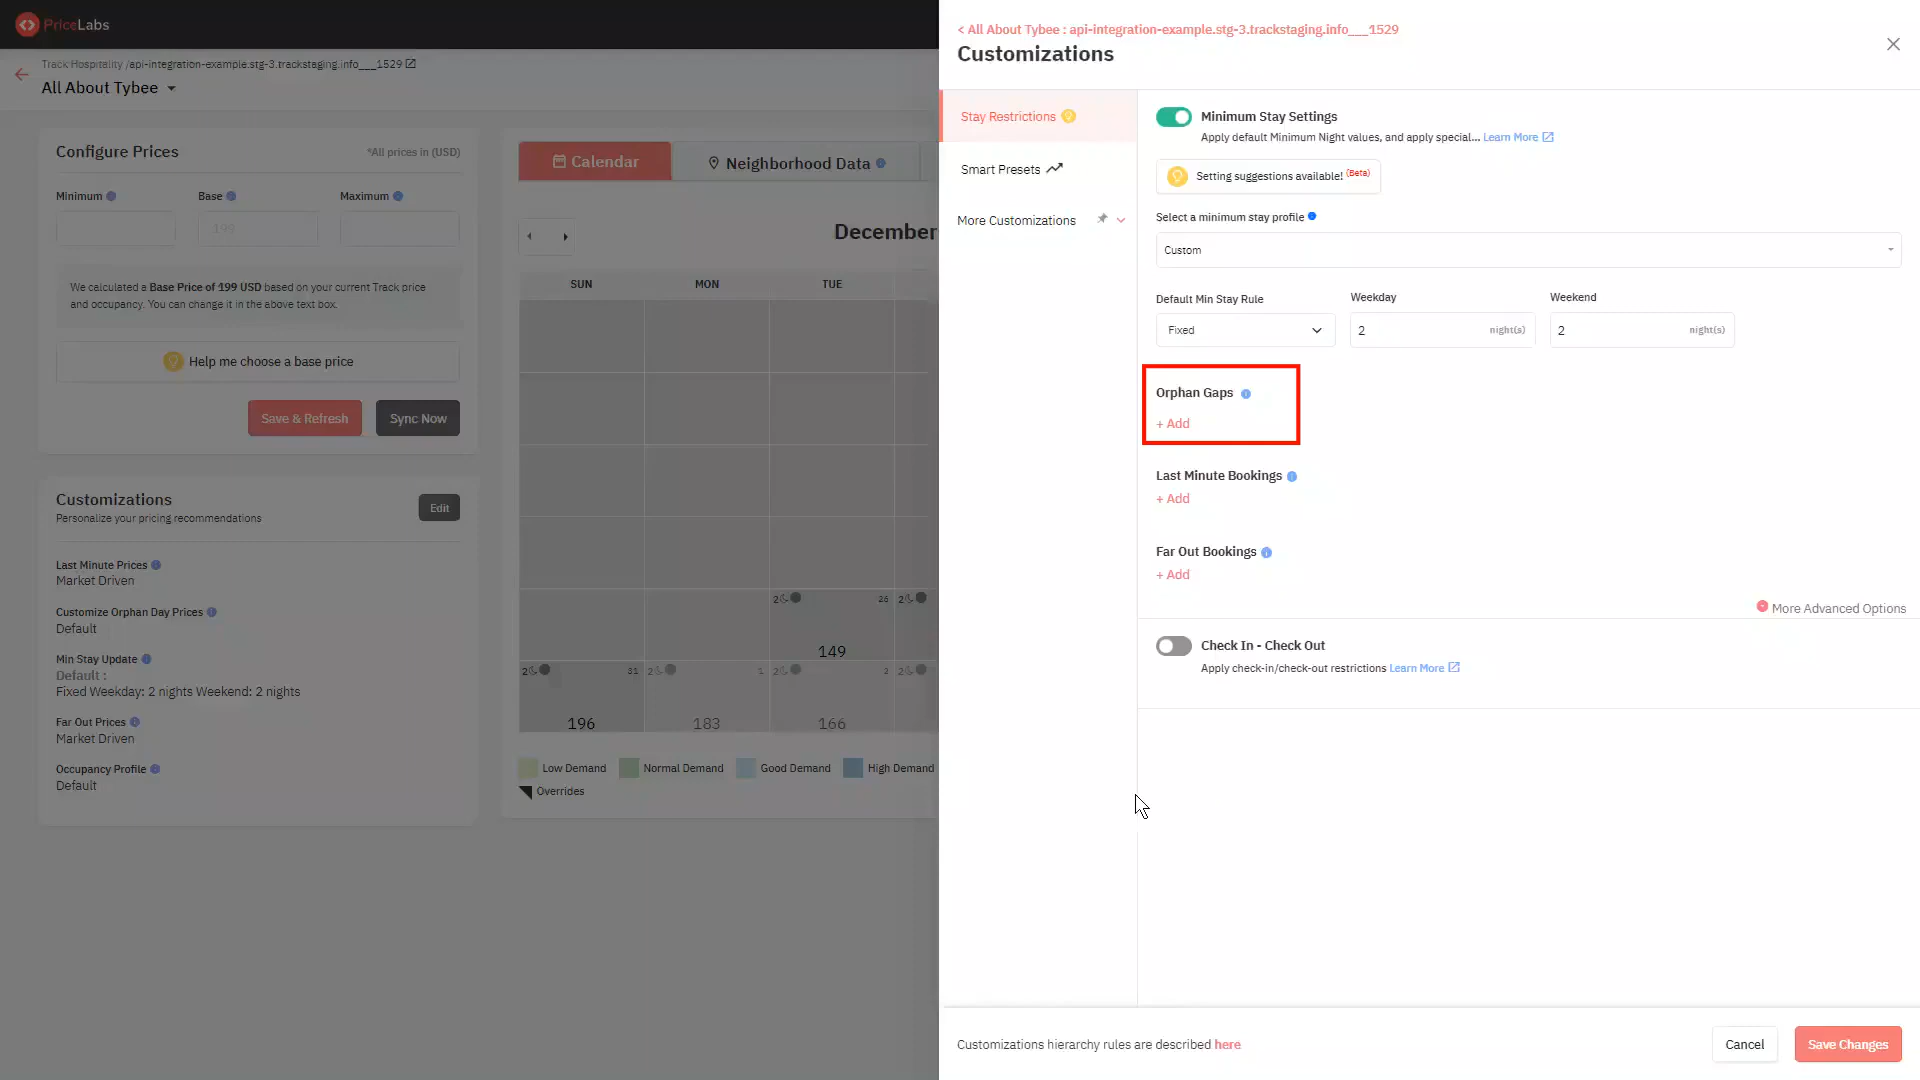 PriceLabs
Track Hospitality /api-integration-example.stg-3.trackstaging.info___1529
All About Tybee
Configure Prices
*All prices in (USD)
Minimum
Base
Maximum
199
We calculated a Base Price of 199 USD based on your current Track price
and occupancy. You can change it in the above text box.
Help me choose a base price
Save & Refresh
Sync Now
Customizations
Personalize your pricing recommendations
Edit
Last Minute Prices
Market Driven
Customize Orphan Day Prices
Default
Min Stay Update
Default :
Fixed Weekday: 2 nights Weekend: 2 nights
Far Out Prices
Market Driven
Occupancy Profile
Default
Calendar
Neighborhood Data
December
SUN MON TUE
2 26 2
149
2 31 2 1 2 2 2
196 183 166
Low Demand Normal Demand Good Demand High Demand
Overrides
< All About Tybee : api-integration-example.stg-3.trackstaging.info___1529
Customizations
Stay Restrictions
Smart Presets
More Customizations
Minimum Stay Settings
Apply default Minimum Night values, and apply special... Learn More
Setting suggestions available! (Beta)
Select a minimum stay profile
Custom
Default Min Stay Rule
Weekday
Weekend
Fixed
2 night(s)
2 night(s)
Orphan Gaps
+ Add
Last Minute Bookings
+ Add
Far Out Bookings
+ Add
More Advanced Options
Check In - Check Out
Apply check-in/check-out restrictions Learn More
Customizations hierarchy rules are described here
Cancel
Save Changes